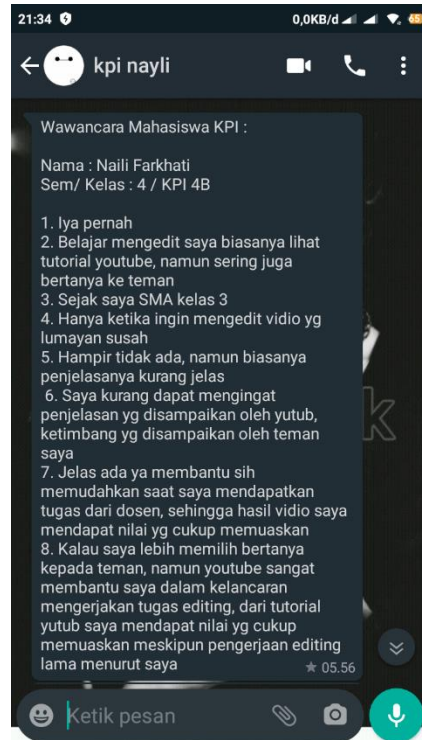 21:34
0,0KB/d
65
kpi nayli
Wawancara Mahasiswa KPI :
Nama : Naili Farkhati
Sem/ Kelas : 4 / KPI 4B
1. Iya pernah
2. Belajar mengedit saya biasanya lihat
tutorial youtube, namun sering juga
bertanya ke teman
3. Sejak saya SMA kelas 3
4. Hanya ketika ingin mengedit vidio yg
lumayan susah
5. Hampir tidak ada, namun biasanya
penjelasanya kurang jelas
6. Saya kurang dapat mengingat
penjelasan yg disampaikan oleh yutub,
ketimbang yg disampaikan oleh teman
saya
7. Jelas ada ya membantu sih
memudahkan saat saya mendapatkan
tugas dari dosen, sehingga hasil vidio saya
mendapat nilai yg cukup memuaskan
8. Kalau saya lebih memilih bertanya
kepada teman, namun youtube sangat
membantu saya dalam kelancaran
mengerjakan tugas editing, dari tutorial
yutub saya mendapat nilai yg cukup
memuaskan meskipun pengerjaan editing
lama menurut saya
05.56
Ketik pesan